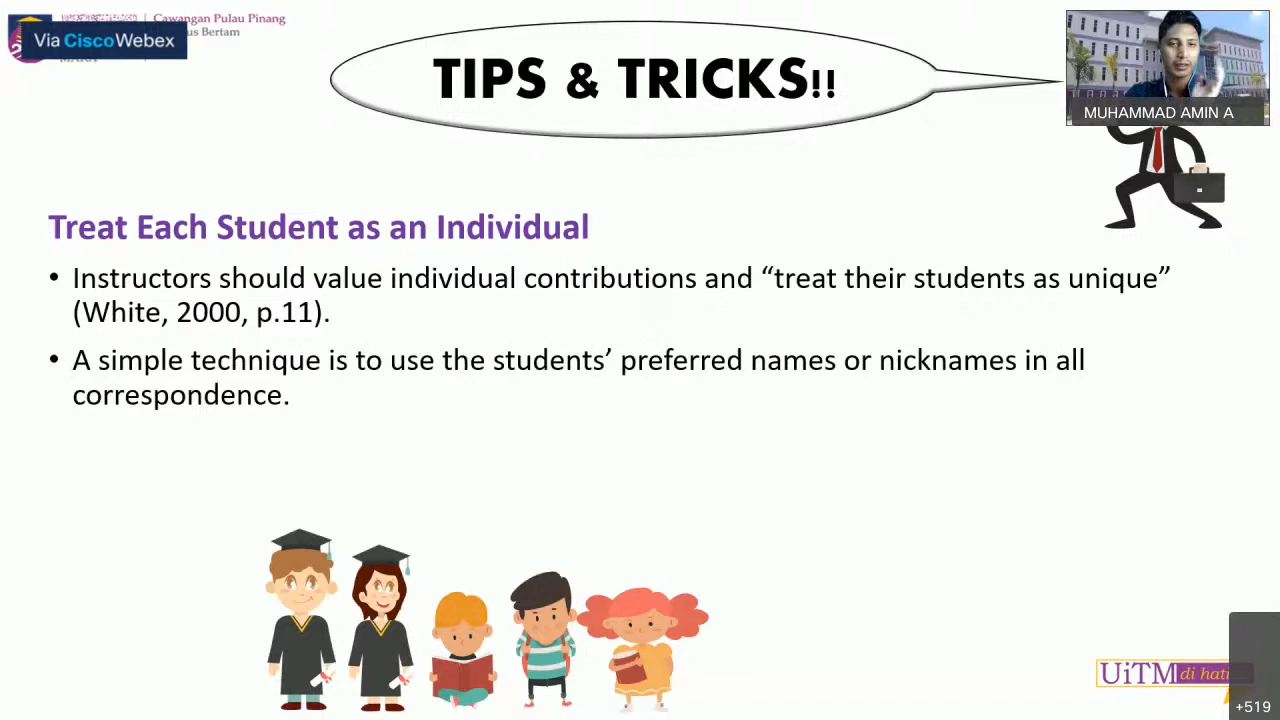 Cawangan Pulau Pinang
us Bertam
Via CiscoWebex
TIPS & TRICKS!!
MUHAMMAD AMIN A
Treat Each Student as an Individual
• Instructors should value individual contributions and “treat their students as unique”
(White, 2000, p.11).
• A simple technique is to use the students’ preferred names or nicknames in all
correspondence.
UiTM di hati
+519